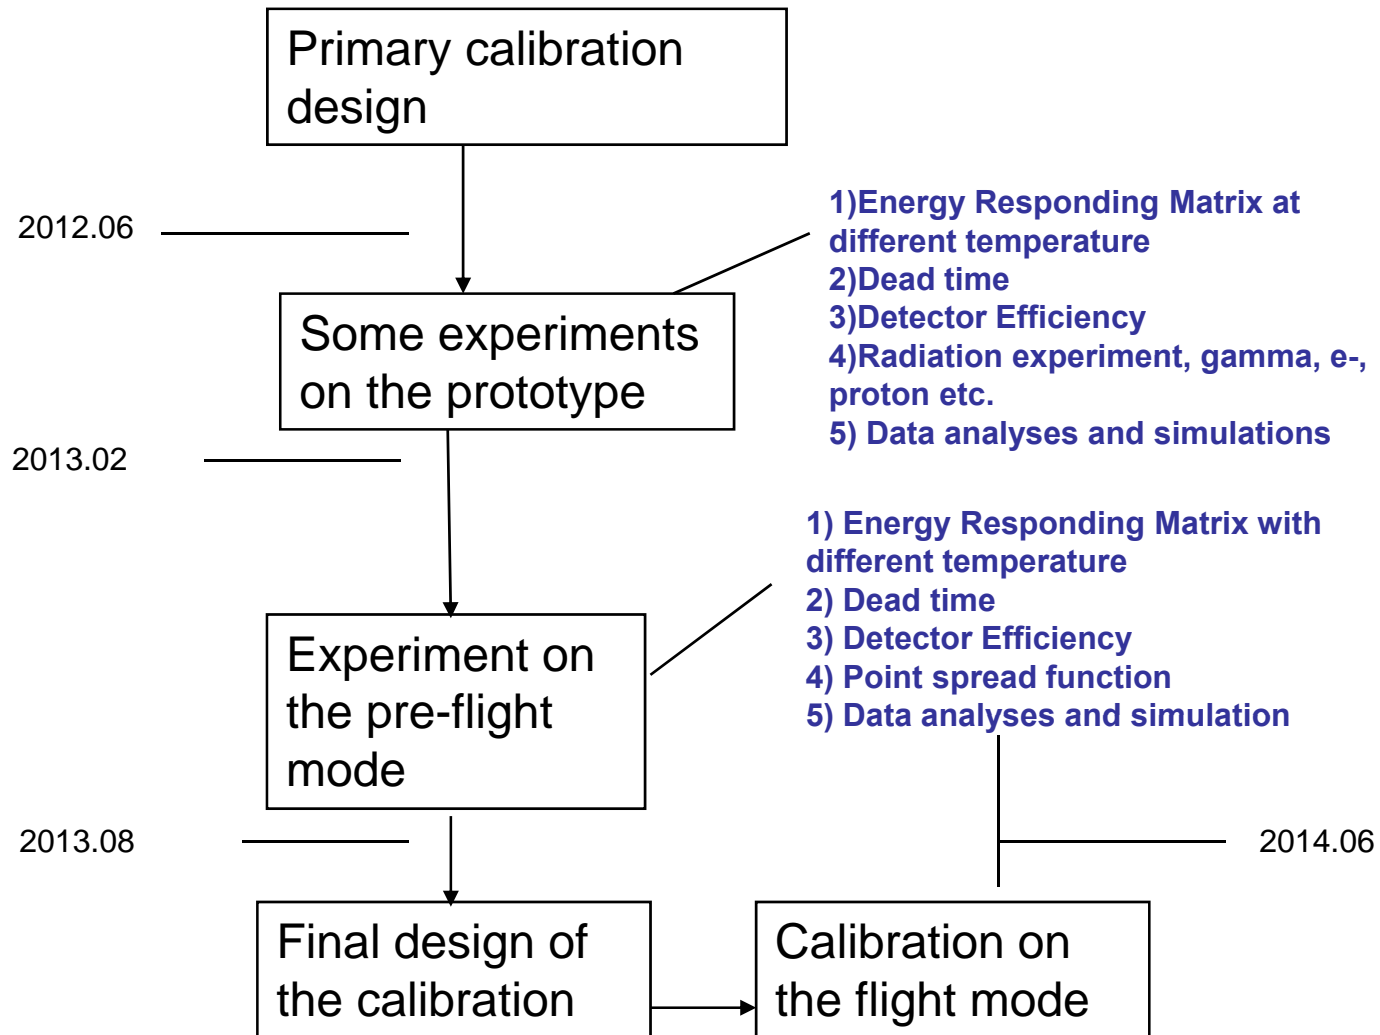 Primary calibration
design
2012.06
1)Energy Responding Matrix at
different temperature
2)Dead time
3)Detector Efficiency
4)Radiation experiment, gamma, e-,
proton etc.
5) Data analyses and simulations
Some experiments
on the prototype
2013.02
1) Energy Responding Matrix with
different temperature
2) Dead time
3) Detector Efficiency
4) Point spread function
5) Data analyses and simulation
Experiment on
the pre-flight
mode
2013.08
2014.06
Final design of
the calibration
Calibration on
the flight mode